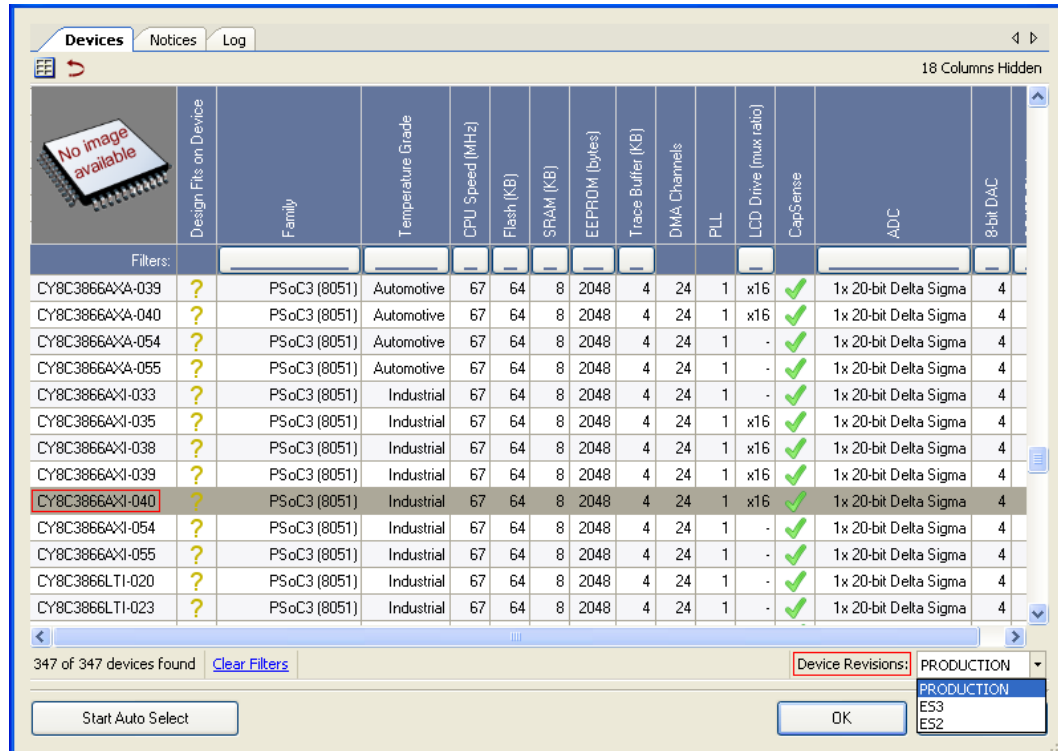 Devices Notices Log
18 Columns Hidden
No image available
Design Fits on Device
Family
Temperature Grade
CPU Speed (MHz)
Flash (KB)
SRAM (KB)
EEPROM (bytes)
Trace Buffer (KB)
DMA Channels
PLL
LCD Drive (mux ratio)
CapSense
ADC
8-bit DAC
Filters:
CY8C3866AXA-039 ? PSoC3 (8051) Automotive 67 64 8 2048 4 24 1 x16 1x 20-bit Delta Sigma 4
CY8C3866AXA-040 ? PSoC3 (8051) Automotive 67 64 8 2048 4 24 1 x16 1x 20-bit Delta Sigma 4
CY8C3866AXA-054 ? PSoC3 (8051) Automotive 67 64 8 2048 4 24 1 - 1x 20-bit Delta Sigma 4
CY8C3866AXA-055 ? PSoC3 (8051) Automotive 67 64 8 2048 4 24 1 - 1x 20-bit Delta Sigma 4
CY8C3866AXI-033 ? PSoC3 (8051) Industrial 67 64 8 2048 4 24 1 - 1x 20-bit Delta Sigma 4
CY8C3866AXI-035 ? PSoC3 (8051) Industrial 67 64 8 2048 4 24 1 x16 1x 20-bit Delta Sigma 4
CY8C3866AXI-038 ? PSoC3 (8051) Industrial 67 64 8 2048 4 24 1 x16 1x 20-bit Delta Sigma 4
CY8C3866AXI-039 ? PSoC3 (8051) Industrial 67 64 8 2048 4 24 1 x16 1x 20-bit Delta Sigma 4
CY8C3866AXI-040 ? PSoC3 (8051) Industrial 67 64 8 2048 4 24 1 x16 1x 20-bit Delta Sigma 4
CY8C3866AXI-054 ? PSoC3 (8051) Industrial 67 64 8 2048 4 24 1 - 1x 20-bit Delta Sigma 4
CY8C3866AXI-055 ? PSoC3 (8051) Industrial 67 64 8 2048 4 24 1 - 1x 20-bit Delta Sigma 4
CY8C3866LTI-020 ? PSoC3 (8051) Industrial 67 64 8 2048 4 24 1 - 1x 20-bit Delta Sigma 4
CY8C3866LTI-023 ? PSoC3 (8051) Industrial 67 64 8 2048 4 24 1 - 1x 20-bit Delta Sigma 4
347 of 347 devices found Clear Filters Device Revisions: PRODUCTION
PRODUCTION
ES3
ES2
Start Auto Select OK